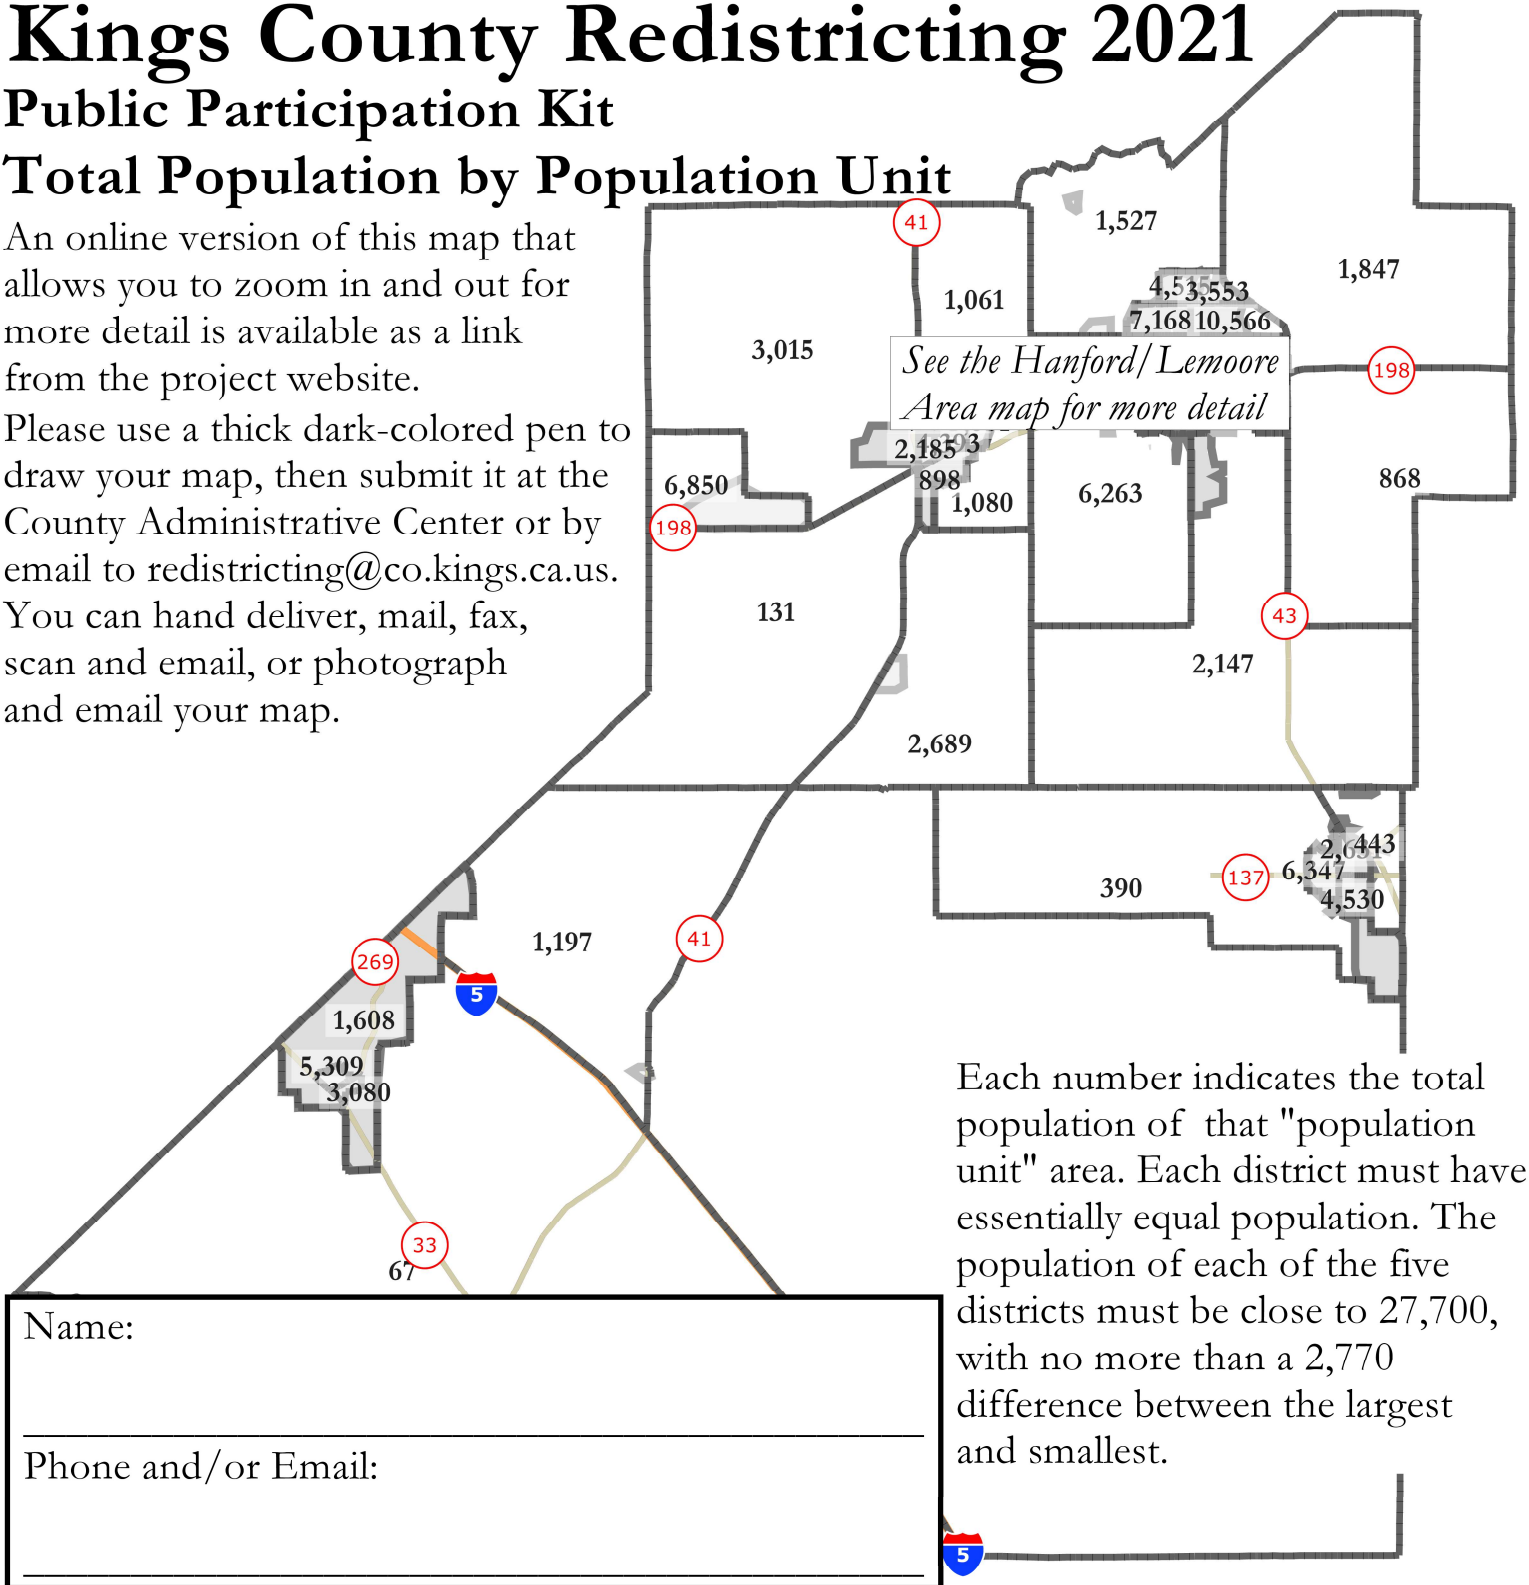 Kings County Redistricting 2021
Public Participation Kit
Total Population by Population Unit
An online version of this map that
allows you to zoom in and out for
more detail is available as a link
from the project website.
Please use a thick dark-colored pen to
draw your map, then submit it at the
County Administrative Center or by
email to redistricting@co.kings.ca.us.
You can hand deliver, mail, fax,
scan and email, or photograph
and email your map.
41
1,527
1,847
1,061
3,553
7,168
10,566
3,015
See the Hanford/Lemoore
Area map for more detail
198
2,185
898
1,080
6,850
198
6,263
868
131
43
2,147
2,689
443
6,347
137
390
4,530
1,197
41
269
5
1,608
5,309
3,080
33
67
Each number indicates the total
population of that "population
unit" area. Each district must have
essentially equal population. The
population of each of the five
districts must be close to 27,700,
with no more than a 2,770
difference between the largest
and smallest.
Name:
Phone and/or Email:
5